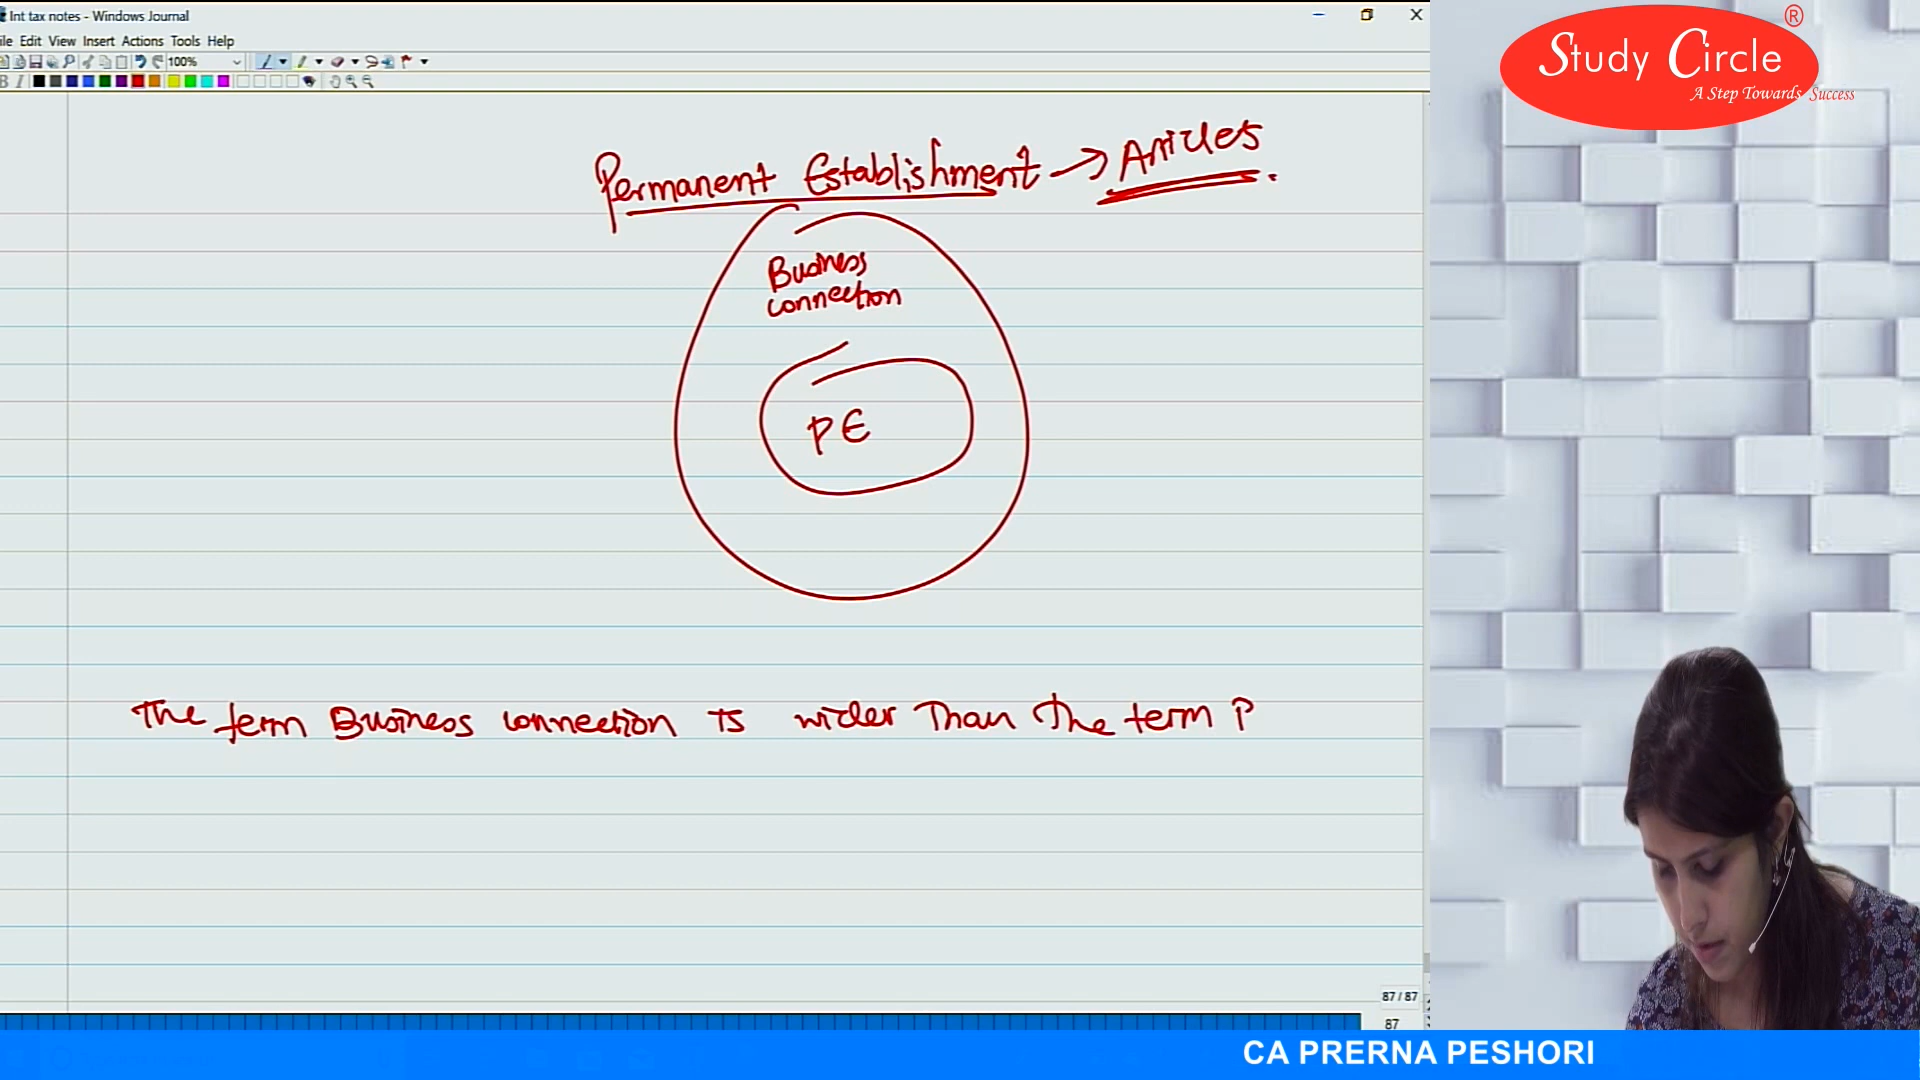 Int tax notes - Windows Journal
ile Edit View Insert Actions Tools Help
100%
B I
Permanent Establishment → Articles
Business
connection
PE
The term Business connection is wider than the term P
87 / 87
87
Study Circle ®
A Step Towards Success
CA PRERNA PESHORI